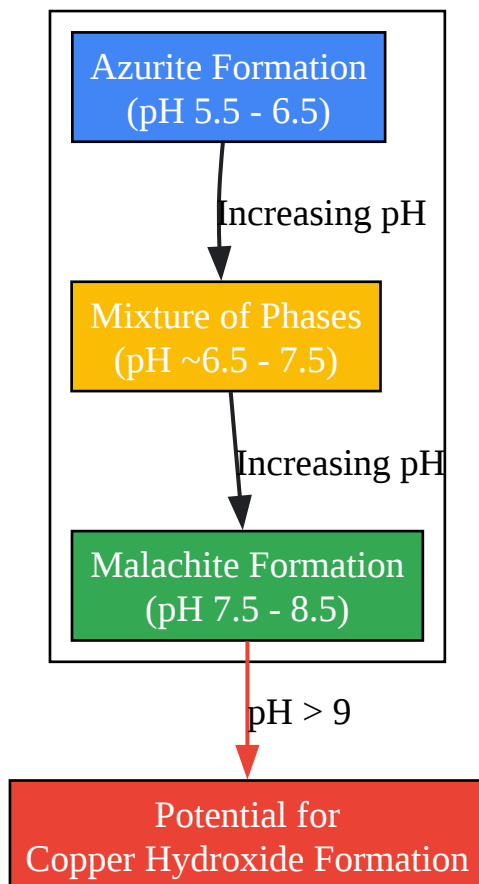 Azurite Formation
(pH 5.5 - 6.5)
Increasing pH
Mixture of Phases
(pH ~6.5 - 7.5)
Increasing pH
Malachite Formation
(pH 7.5 - 8.5)
pH > 9
Potential for
Copper Hydroxide Formation